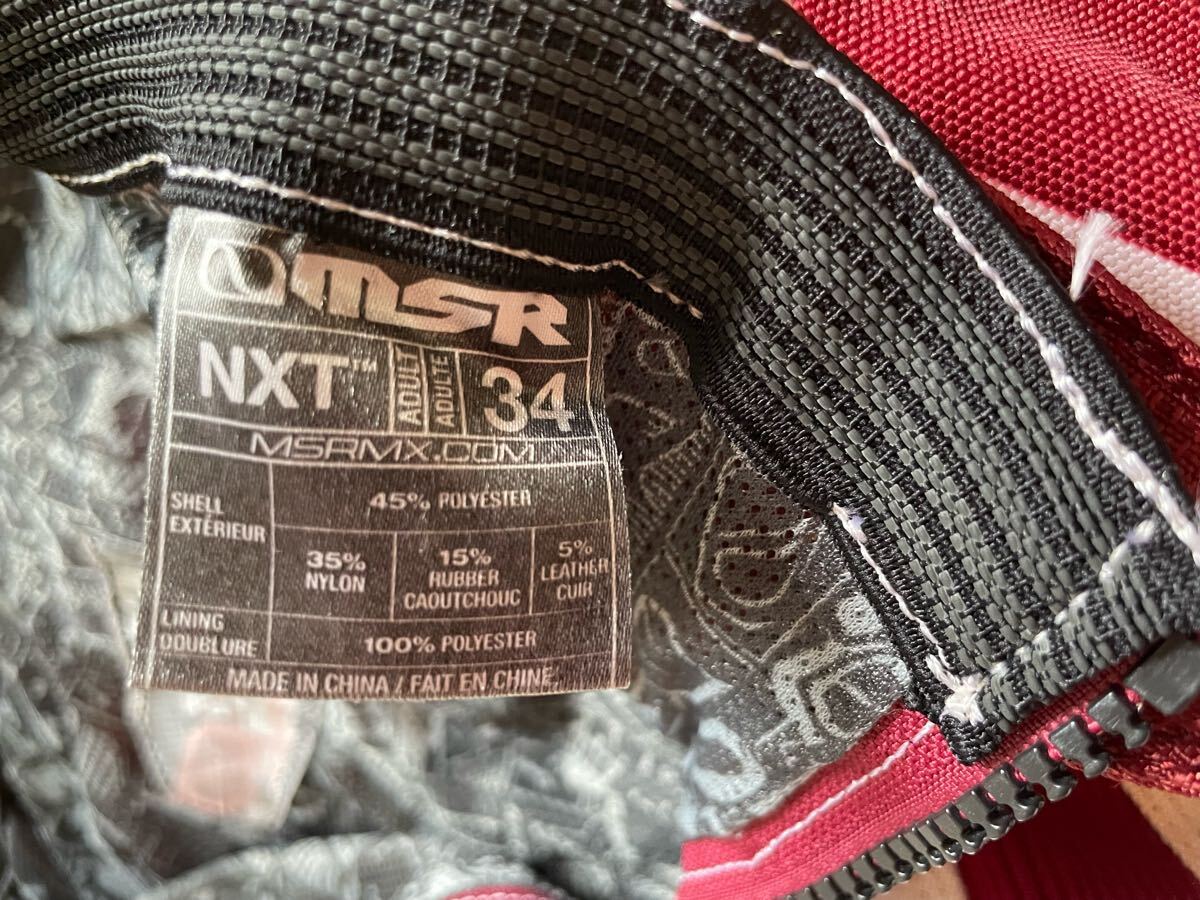 MSR
NXT™ ADULT ADULTE 34
MSRMX.COM
SHELL
EXTÉRIEUR
45% POLYESTER
35%
NYLON
15%
RUBBER
CAOUTCHOUC
5%
LEATHER
CUIR
LINING
DOUBLURE
100% POLYESTER
MADE IN CHINA / FAIT EN CHINE